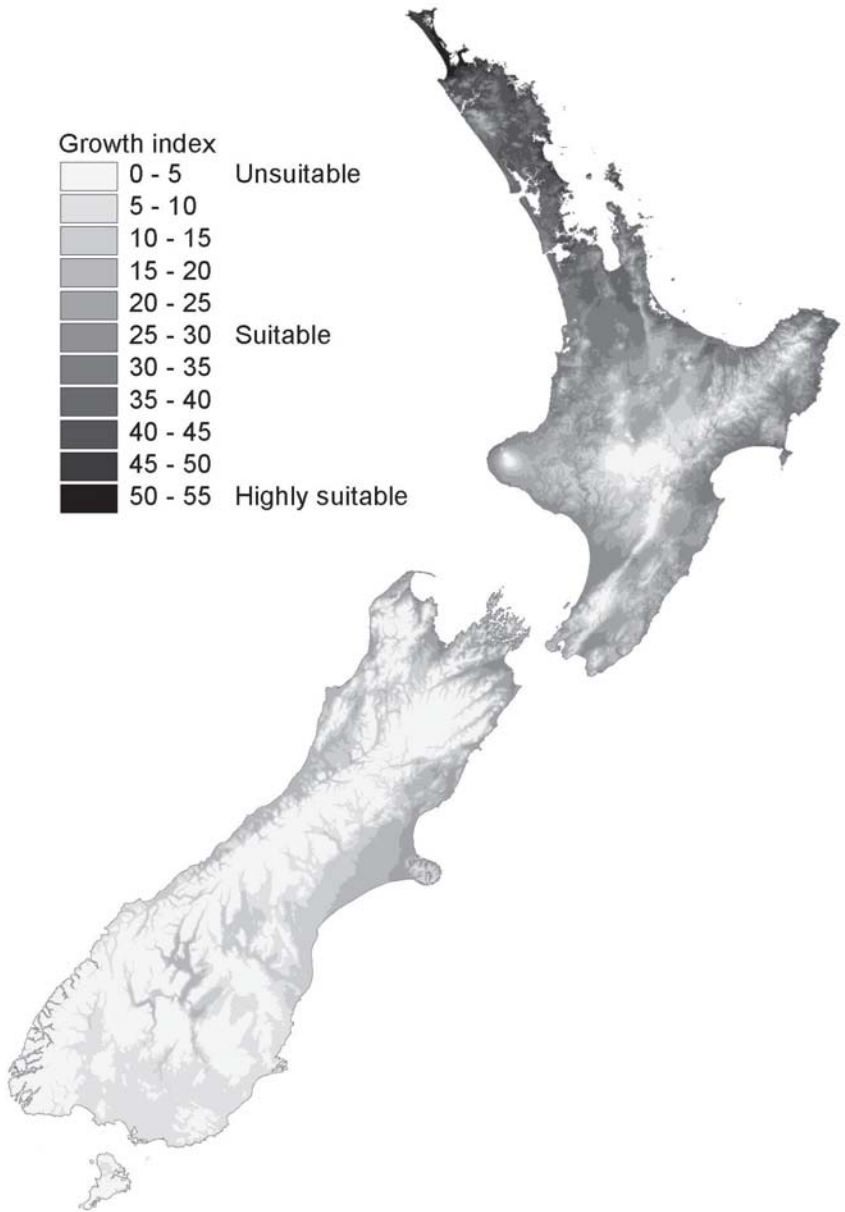 Growth index
0 - 5 Unsuitable
5 - 10
10 - 15
15 - 20
20 - 25
25 - 30 Suitable
30 - 35
35 - 40
40 - 45
45 - 50
50 - 55 Highly suitable